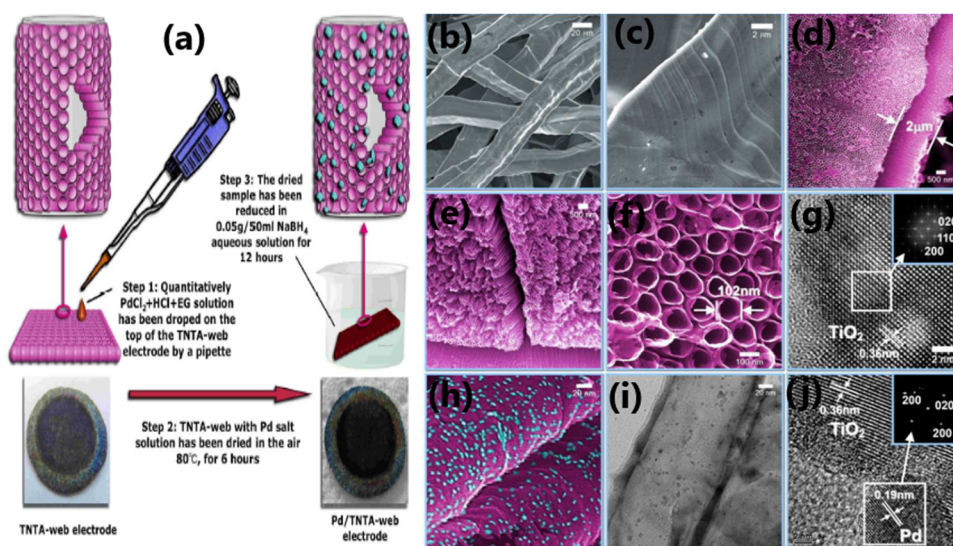 (a)
Step 3: The dried
sample has been
reduced in
0.05g/50ml NaBH₄
aqueous solution for
12 hours
Step 1: Quantitatively
PdCl₂+HCl+EG solution
has been droped on the
top of the TNTA-web
electrode by a pipette
Step 2: TNTA-web with Pd salt
solution has been dried in the air
80℃, for 6 hours
TNTA-web electrode
Pd/TNTA-web
electrode
(b)
20 μm
(c)
2 μm
(d)
2μm
500 nm
(e)
500 nm
(f)
102nm
100 nm
(g)
020
110
200
TiO₂
0.36nm
2 nm
(h)
20 nm
(i)
20 nm
(j)
0.36nm
TiO₂
200
020
200
0.19nm
Pd